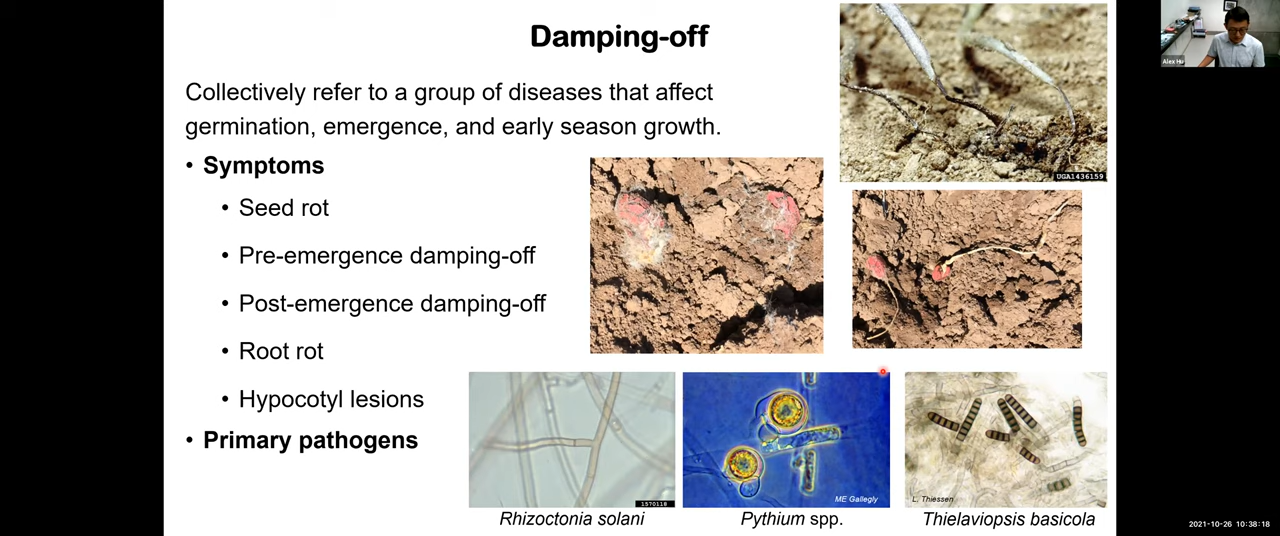 Damping-off
Collectively refer to a group of diseases that affect
germination, emergence, and early season growth.
• Symptoms
• Seed rot
• Pre-emergence damping-off
• Post-emergence damping-off
• Root rot
• Hypocotyl lesions
• Primary pathogens
UGA1436159
1570118
ME Gallegly
L. Thiessen
Rhizoctonia solani
Pythium spp.
Thielaviopsis basicola
Alex Hu
2021-10-26 10:38:18